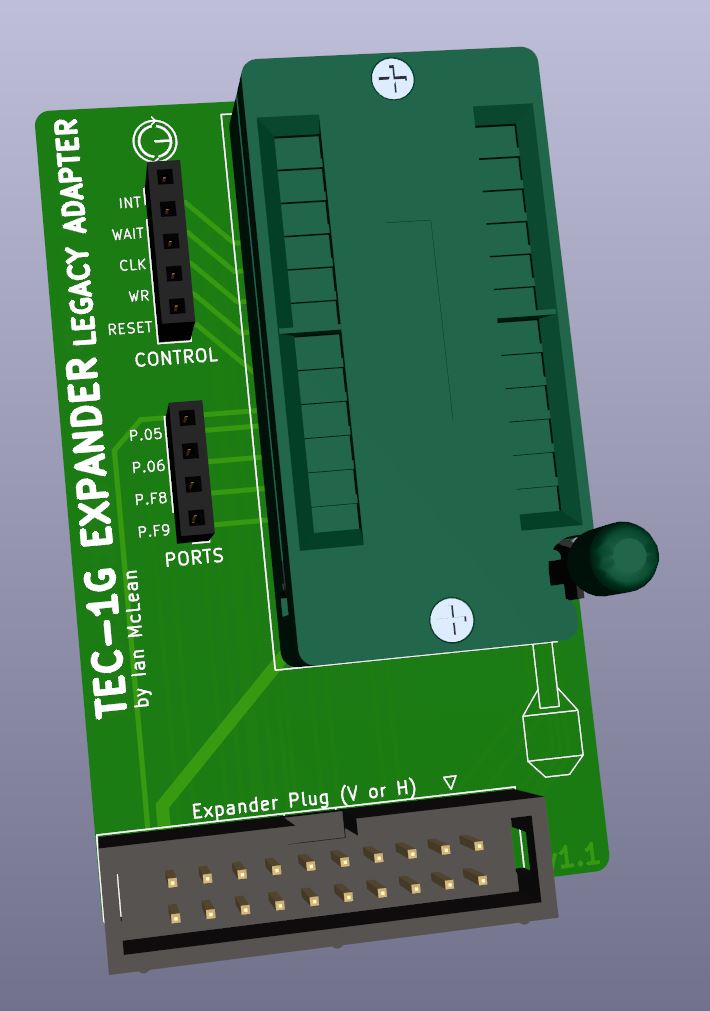 TEC-1G EXPANDER LEGACY ADAPTER
by Ian McLean
INT
WAIT
CLK
WR
RESET
CONTROL
P.05
P.06
P.F8
P.F9
PORTS
Expander Plug (V or H)
v1.1